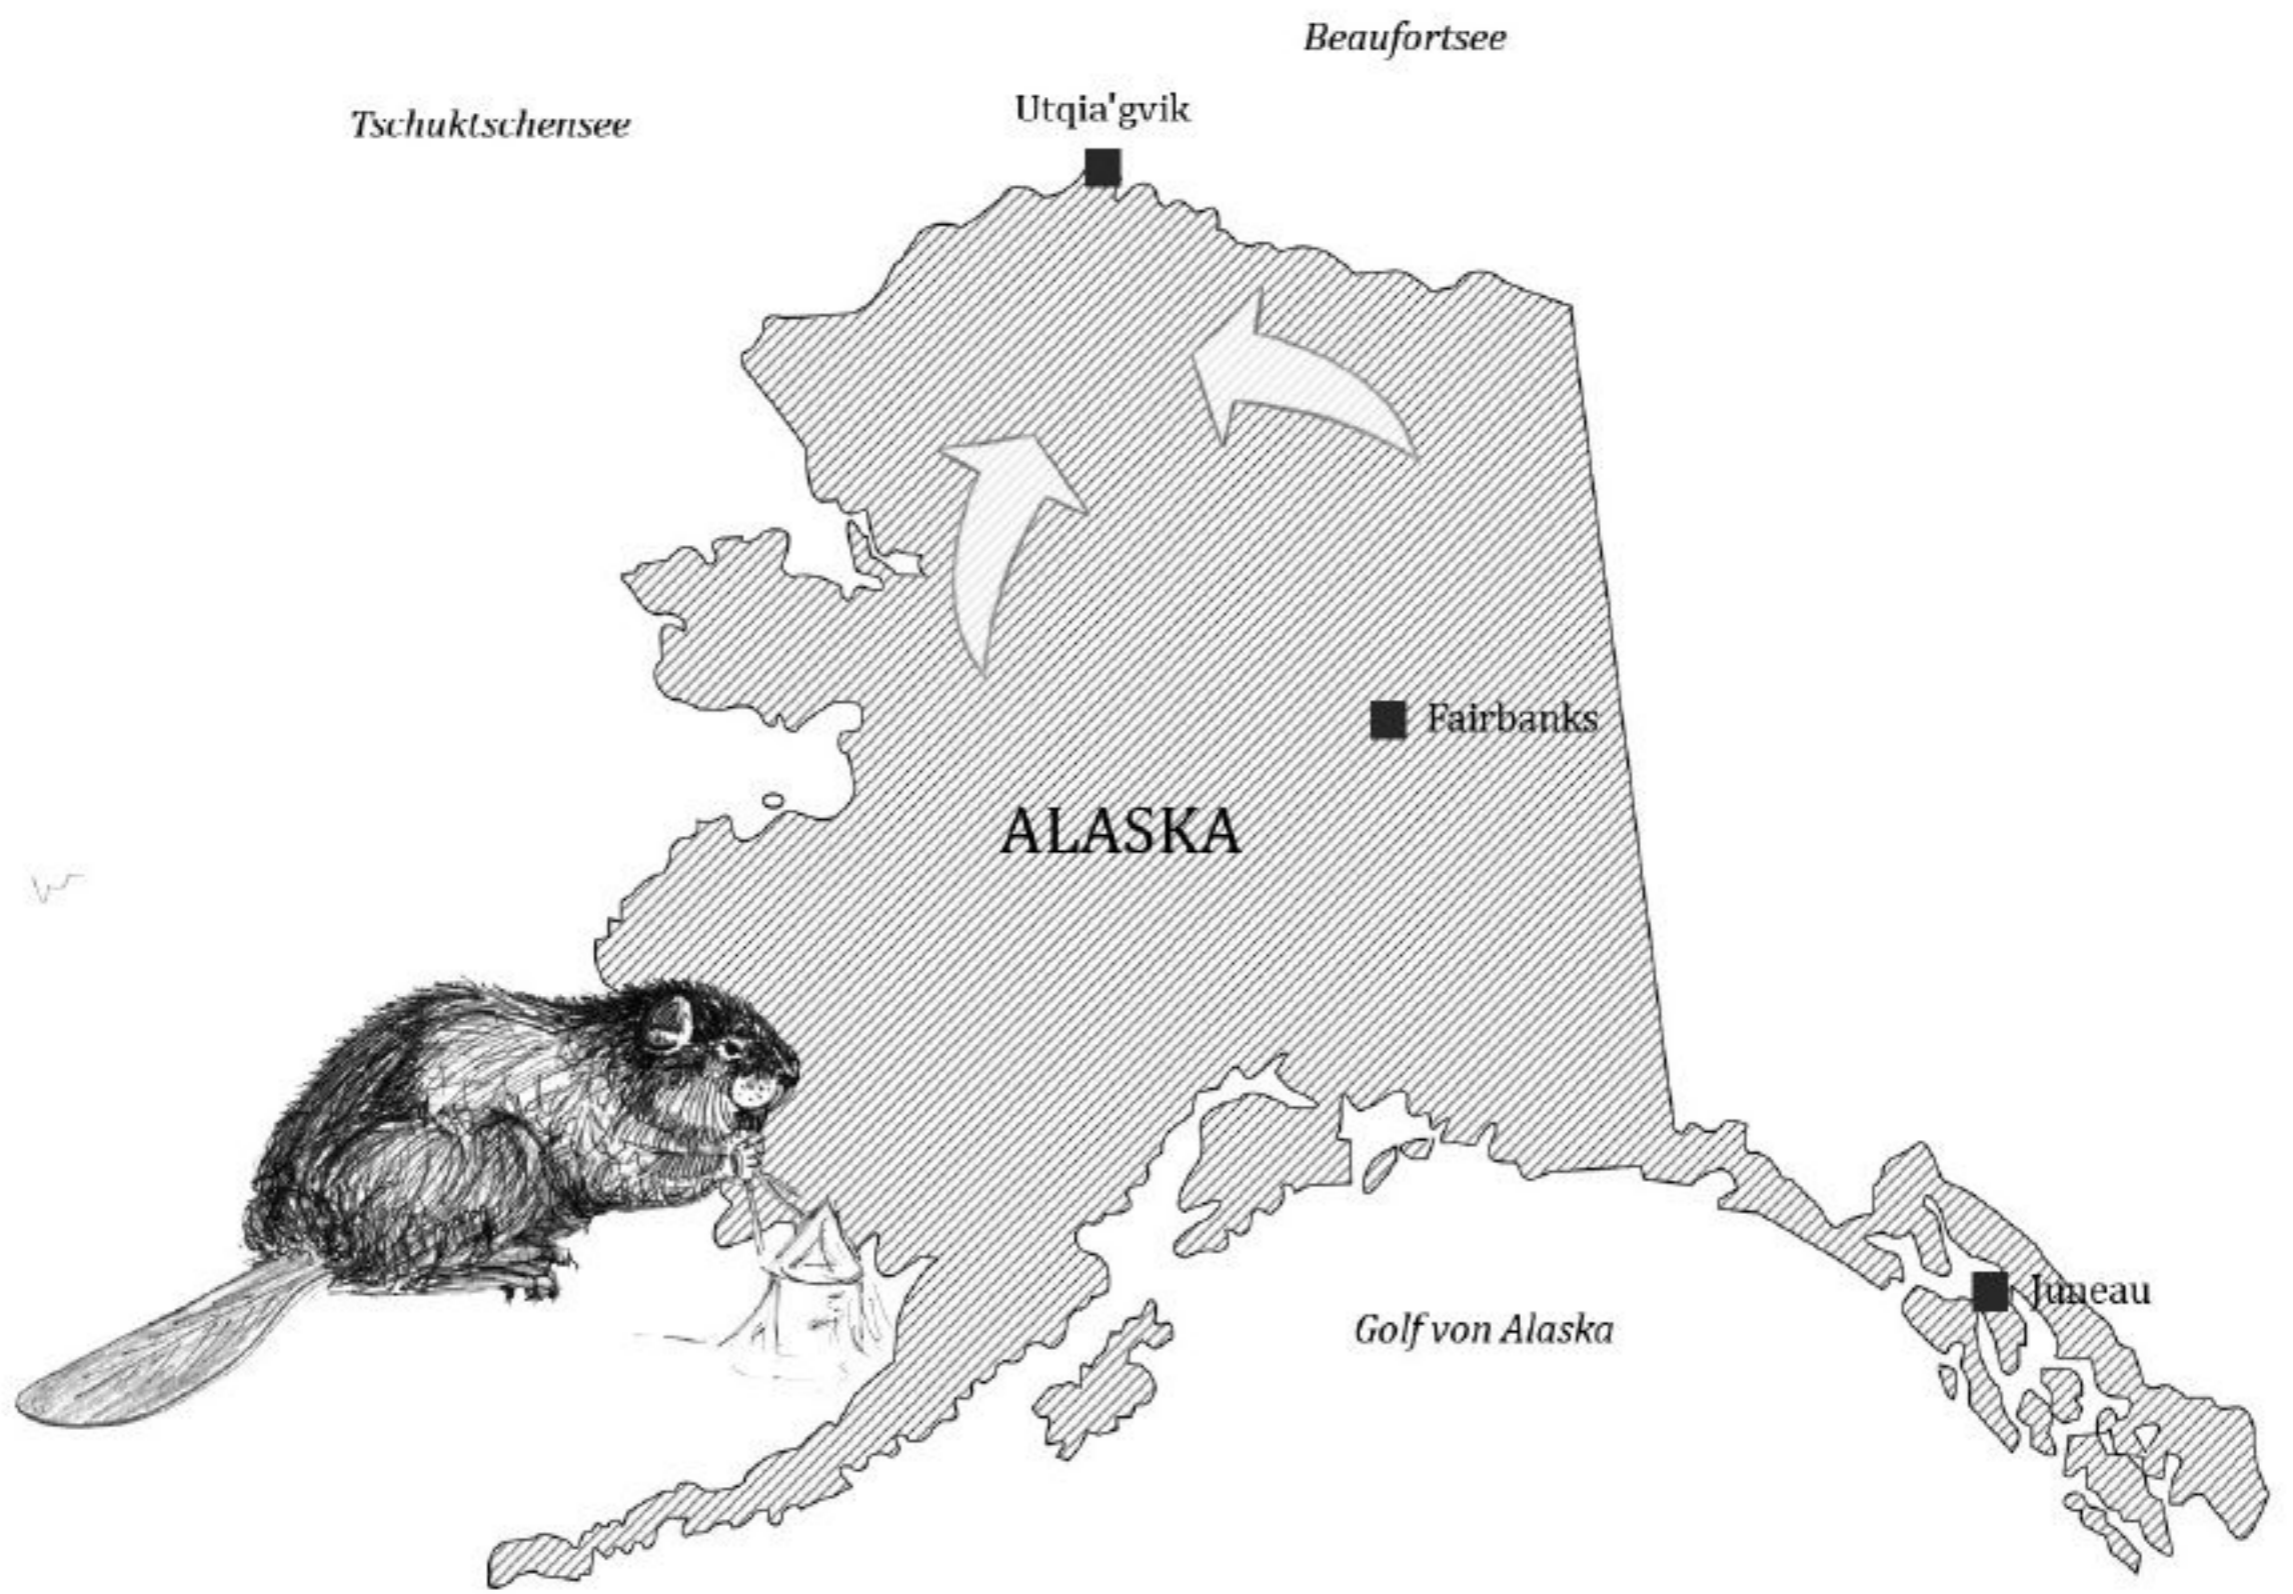 Beaufortsee
Tschuktschensee
Utqia'gvik
Fairbanks
ALASKA
Juneau
Golf von Alaska